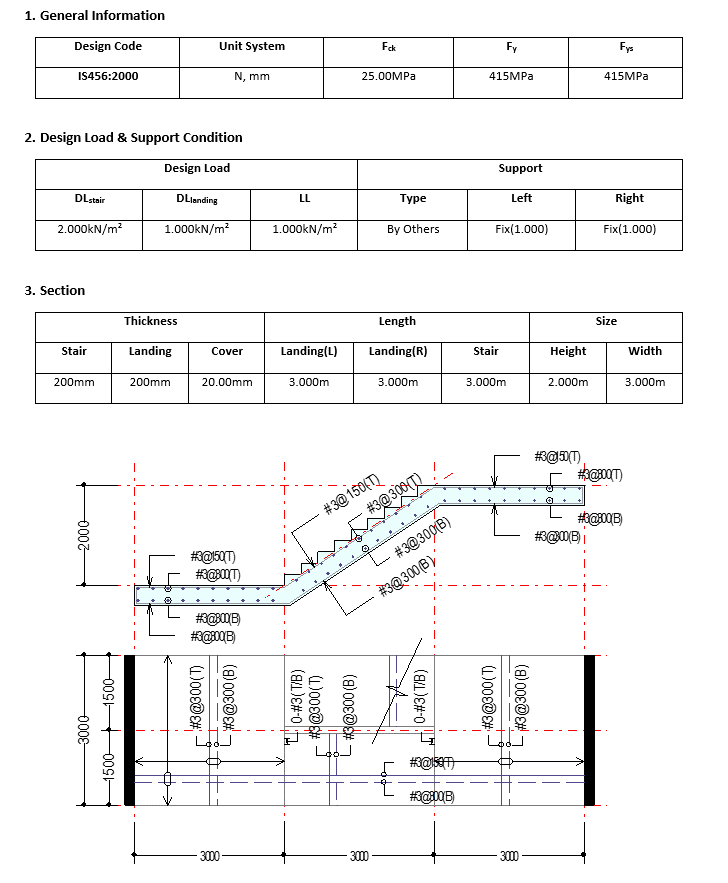 1. General Information
Design Code Unit System Fck Fy Fys
IS456:2000 N, mm 25.00MPa 415MPa 415MPa
2. Design Load & Support Condition
Design Load Support
DLstair DLlanding LL Type Left Right
2.000kN/m² 1.000kN/m² 1.000kN/m² By Others Fix(1.000) Fix(1.000)
3. Section
Thickness Length Size
Stair Landing Cover Landing(L) Landing(R) Stair Height Width
200mm 200mm 20.00mm 3.000m 3.000m 3.000m 2.000m 3.000m
#3@150(T)
#3@300(T)
#3@300(B)
#3@300(B)
#3@150(T)
#3@300(T)
#3@300(B)
#3@300(B)
2000
#3@150(T)
#3@300(T)
#3@300(B)
#3@300(B)
3000
1500
1500
#3@300(T)
#3@300(B)
0-#3(T/B)
#3@300(T)
#3@300(B)
0-#3(T/B)
#3@300(T)
#3@300(B)
#3@150(T)
#3@300(B)
3000 3000 3000